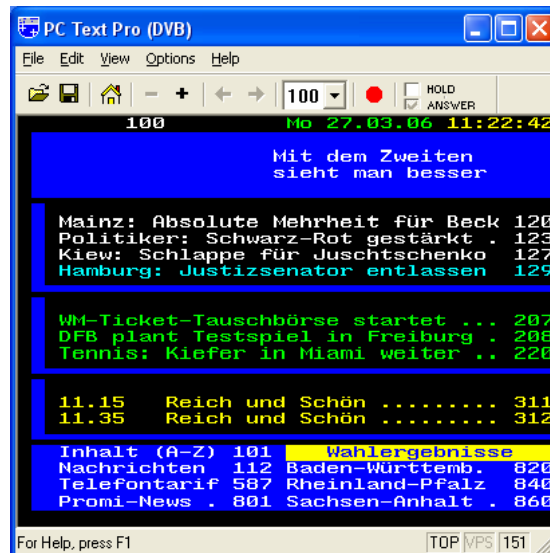 PC Text Pro (DVB)
File Edit View Options Help
100 HOLD
ANSWER
100 Mo 27.03.06 11:22:42
Mit dem Zweiten
sieht man besser
Mainz: Absolute Mehrheit für Beck 120
Politiker: Schwarz-Rot gestärkt . 123
Kiew: Schlappe für Juschtschenko 127
Hamburg: Justizsenator entlassen 129
WM-Ticket-Tauschbörse startet ... 207
DFB plant Testspiel in Freiburg . 208
Tennis: Kiefer in Miami weiter .. 220
11.15 Reich und Schön ......... 311
11.35 Reich und Schön ......... 312
Inhalt (A-Z) 101 Wahlergebnisse
Nachrichten 112 Baden-Württemb. 820
Telefontarif 587 Rheinland-Pfalz 840
Promi-News . 801 Sachsen-Anhalt . 860
For Help, press F1 TOP VPS 151